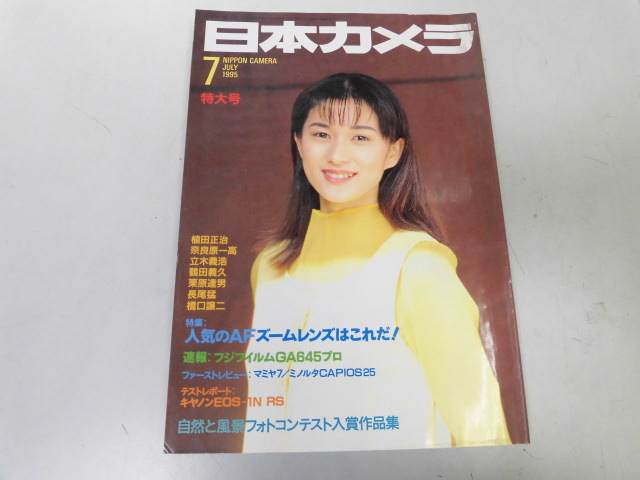 日本カメラ
7
NIPPON CAMERA
JULY
1995
特大号
植田正治
奈良原一高
立木義浩
鶴田義久
栗原達男
長尾猛
橋口譲二
特集:
人気のAFズームレンズはこれだ!
速報:フジフイルムGA645プロ
ファーストレビュー:マミヤ7/ミノルタCAPIOS25
テストレポート:
キヤノンEOS-1N RS
自然と風景フォトコンテスト入賞作品集